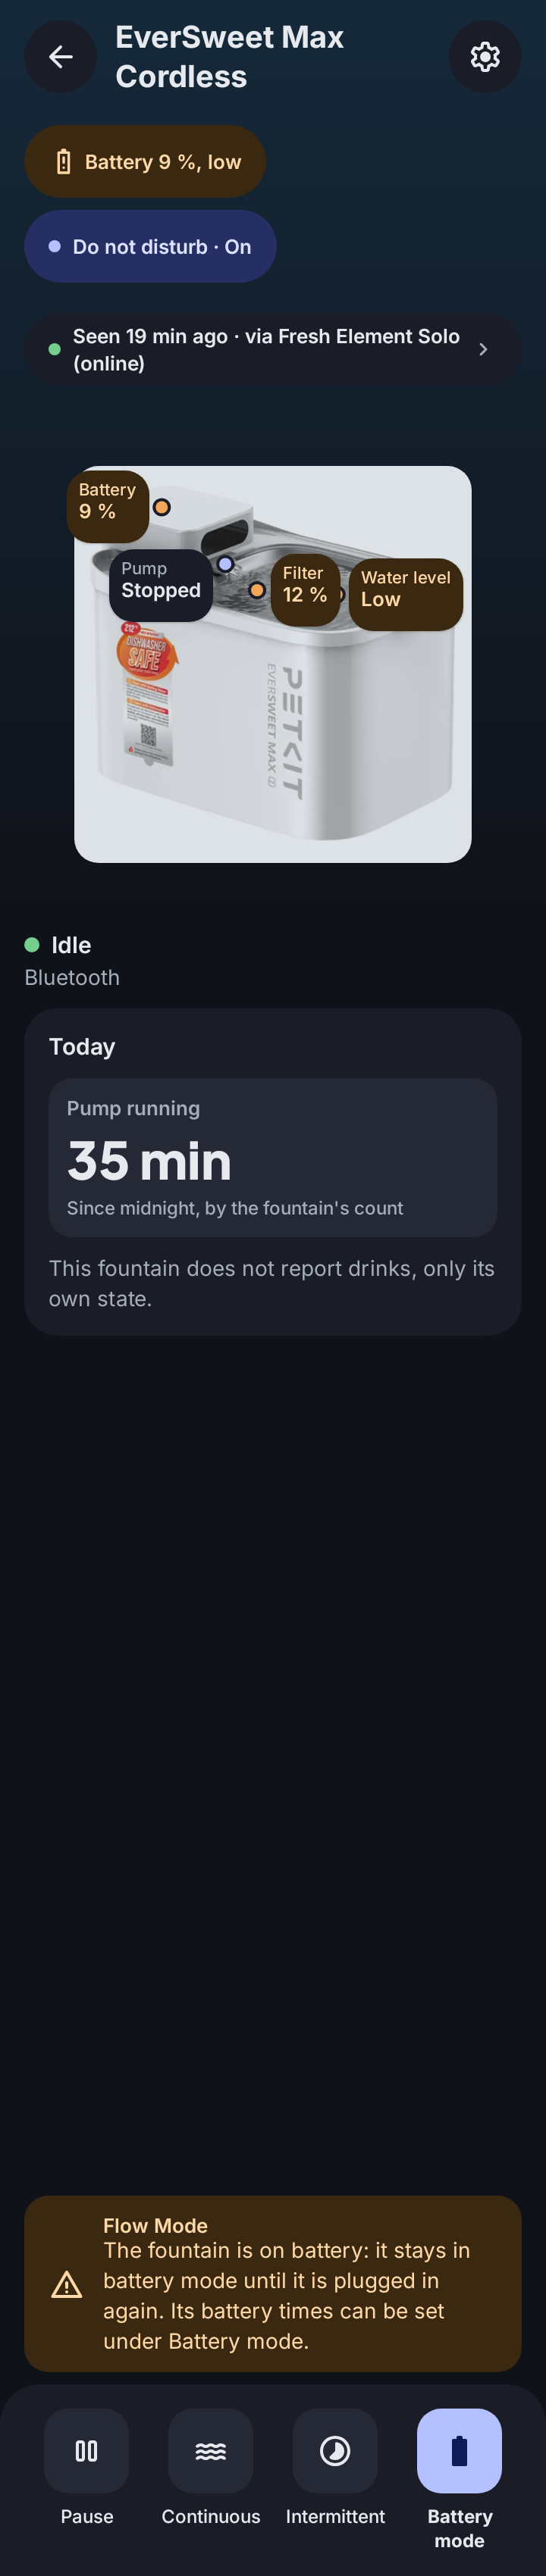 EverSweet Max
Cordless
Battery 9 %, low
Do not disturb · On
Seen 19 min ago · via Fresh Element Solo
(online)
Battery
9 %
Pump
Stopped
Filter
12 %
Water level
Low
DISHWASHER
SAFE
PETKIT
EVERSWEET MAX
Idle
Bluetooth
Today
Pump running
35 min
Since midnight, by the fountain's count
This fountain does not report drinks, only its
own state.
Flow Mode
The fountain is on battery: it stays in
battery mode until it is plugged in
again. Its battery times can be set
under Battery mode.
Pause
Continuous
Intermittent
Battery
mode